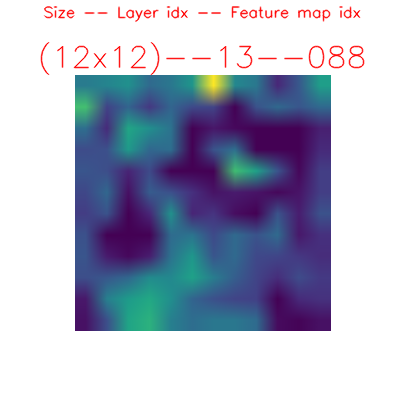 Size -- Layer idx -- Feature map idx
(12x12)--13--088